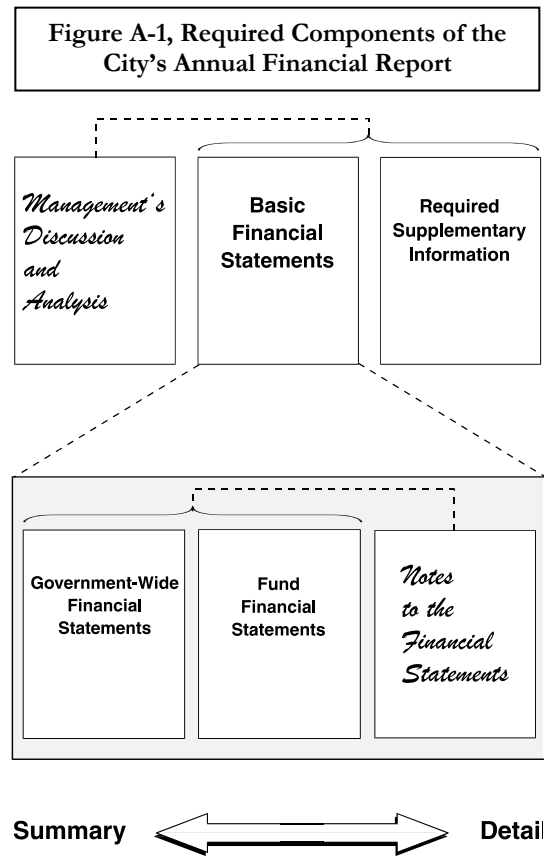 Figure A-1, Required Components of the
City's Annual Financial Report
Management's
Discussion
and
Analysis
Basic
Financial
Statements
Required
Supplementary
Information
Government-Wide
Financial
Statements
Fund
Financial
Statements
Notes
to the
Financial
Statements
Summary
Detail